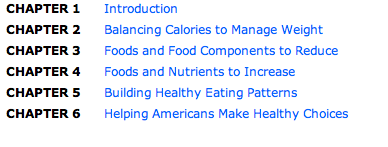 CHAPTER 1 Introduction
CHAPTER 2 Balancing Calories to Manage Weight
CHAPTER 3 Foods and Food Components to Reduce
CHAPTER 4 Foods and Nutrients to Increase
CHAPTER 5 Building Healthy Eating Patterns
CHAPTER 6 Helping Americans Make Healthy Choices